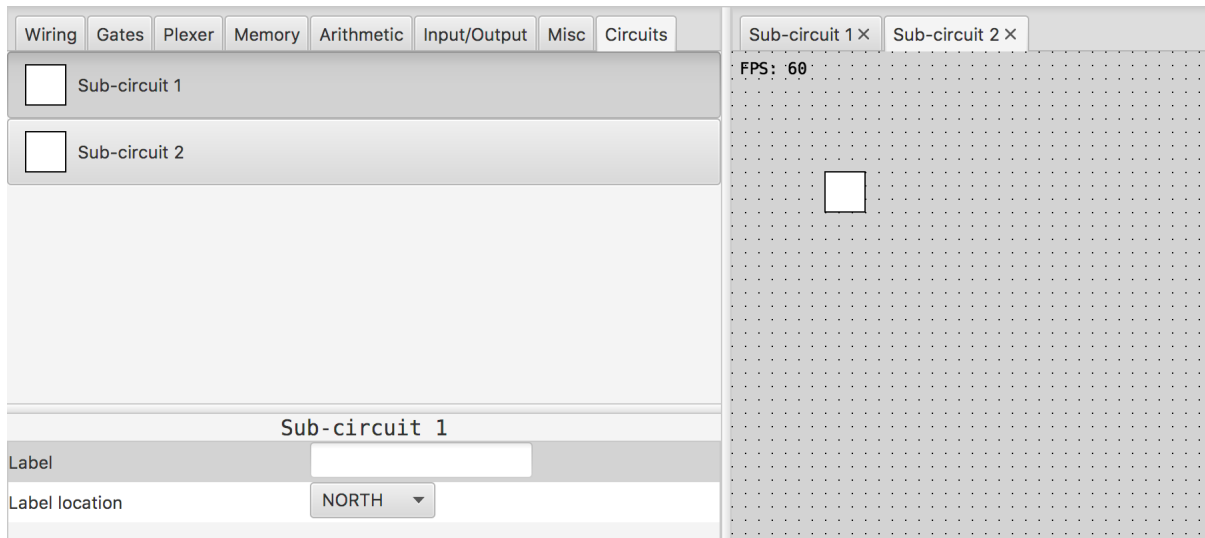 Wiring Gates Plexer Memory Arithmetic Input/Output Misc Circuits
Sub-circuit 1
Sub-circuit 2
Sub-circuit 1
Label
Label location NORTH
Sub-circuit 1× Sub-circuit 2×
FPS: 60